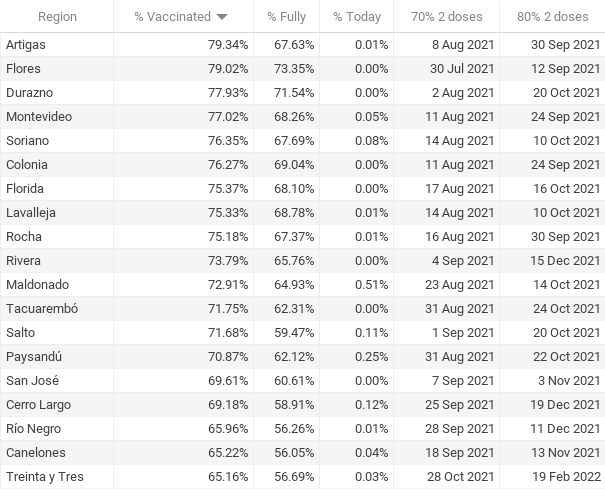 Region % Vaccinated % Fully % Today 70% 2 doses 80% 2 doses
Artigas 79.34% 67.63% 0.01% 8 Aug 2021 30 Sep 2021
Flores 79.02% 73.35% 0.00% 30 Jul 2021 12 Sep 2021
Durazno 77.93% 71.54% 0.00% 2 Aug 2021 20 Oct 2021
Montevideo 77.02% 68.26% 0.05% 11 Aug 2021 24 Sep 2021
Soriano 76.35% 67.69% 0.08% 14 Aug 2021 10 Oct 2021
Colonia 76.27% 69.04% 0.00% 11 Aug 2021 24 Sep 2021
Florida 75.37% 68.10% 0.00% 17 Aug 2021 16 Oct 2021
Lavalleja 75.33% 68.78% 0.01% 14 Aug 2021 10 Oct 2021
Rocha 75.18% 67.37% 0.01% 16 Aug 2021 30 Sep 2021
Rivera 73.79% 65.76% 0.00% 4 Sep 2021 15 Dec 2021
Maldonado 72.91% 64.93% 0.51% 23 Aug 2021 14 Oct 2021
Tacuarembó 71.75% 62.31% 0.00% 31 Aug 2021 24 Oct 2021
Salto 71.68% 59.47% 0.11% 1 Sep 2021 20 Oct 2021
Paysandú 70.87% 62.12% 0.25% 31 Aug 2021 22 Oct 2021
San José 69.61% 60.61% 0.00% 7 Sep 2021 3 Nov 2021
Cerro Largo 69.18% 58.91% 0.12% 25 Sep 2021 19 Dec 2021
Río Negro 65.96% 56.26% 0.01% 28 Sep 2021 11 Dec 2021
Canelones 65.22% 56.05% 0.04% 18 Sep 2021 13 Nov 2021
Treinta y Tres 65.16% 56.69% 0.03% 28 Oct 2021 19 Feb 2022